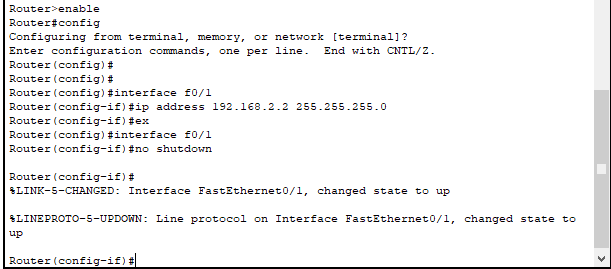 Router>enable
Router#config
Configuring from terminal, memory, or network [terminal]?
Enter configuration commands, one per line.  End with CNTL/Z.
Router(config)#
Router(config)#
Router(config)#interface f0/1
Router(config-if)#ip address 192.168.2.2 255.255.255.0
Router(config-if)#ex
Router(config)#interface f0/1
Router(config-if)#no shutdown
Router(config-if)#
%LINK-5-CHANGED: Interface FastEthernet0/1, changed state to up
%LINEPROTO-5-UPDOWN: Line protocol on Interface FastEthernet0/1, changed state to
up
Router(config-if)#